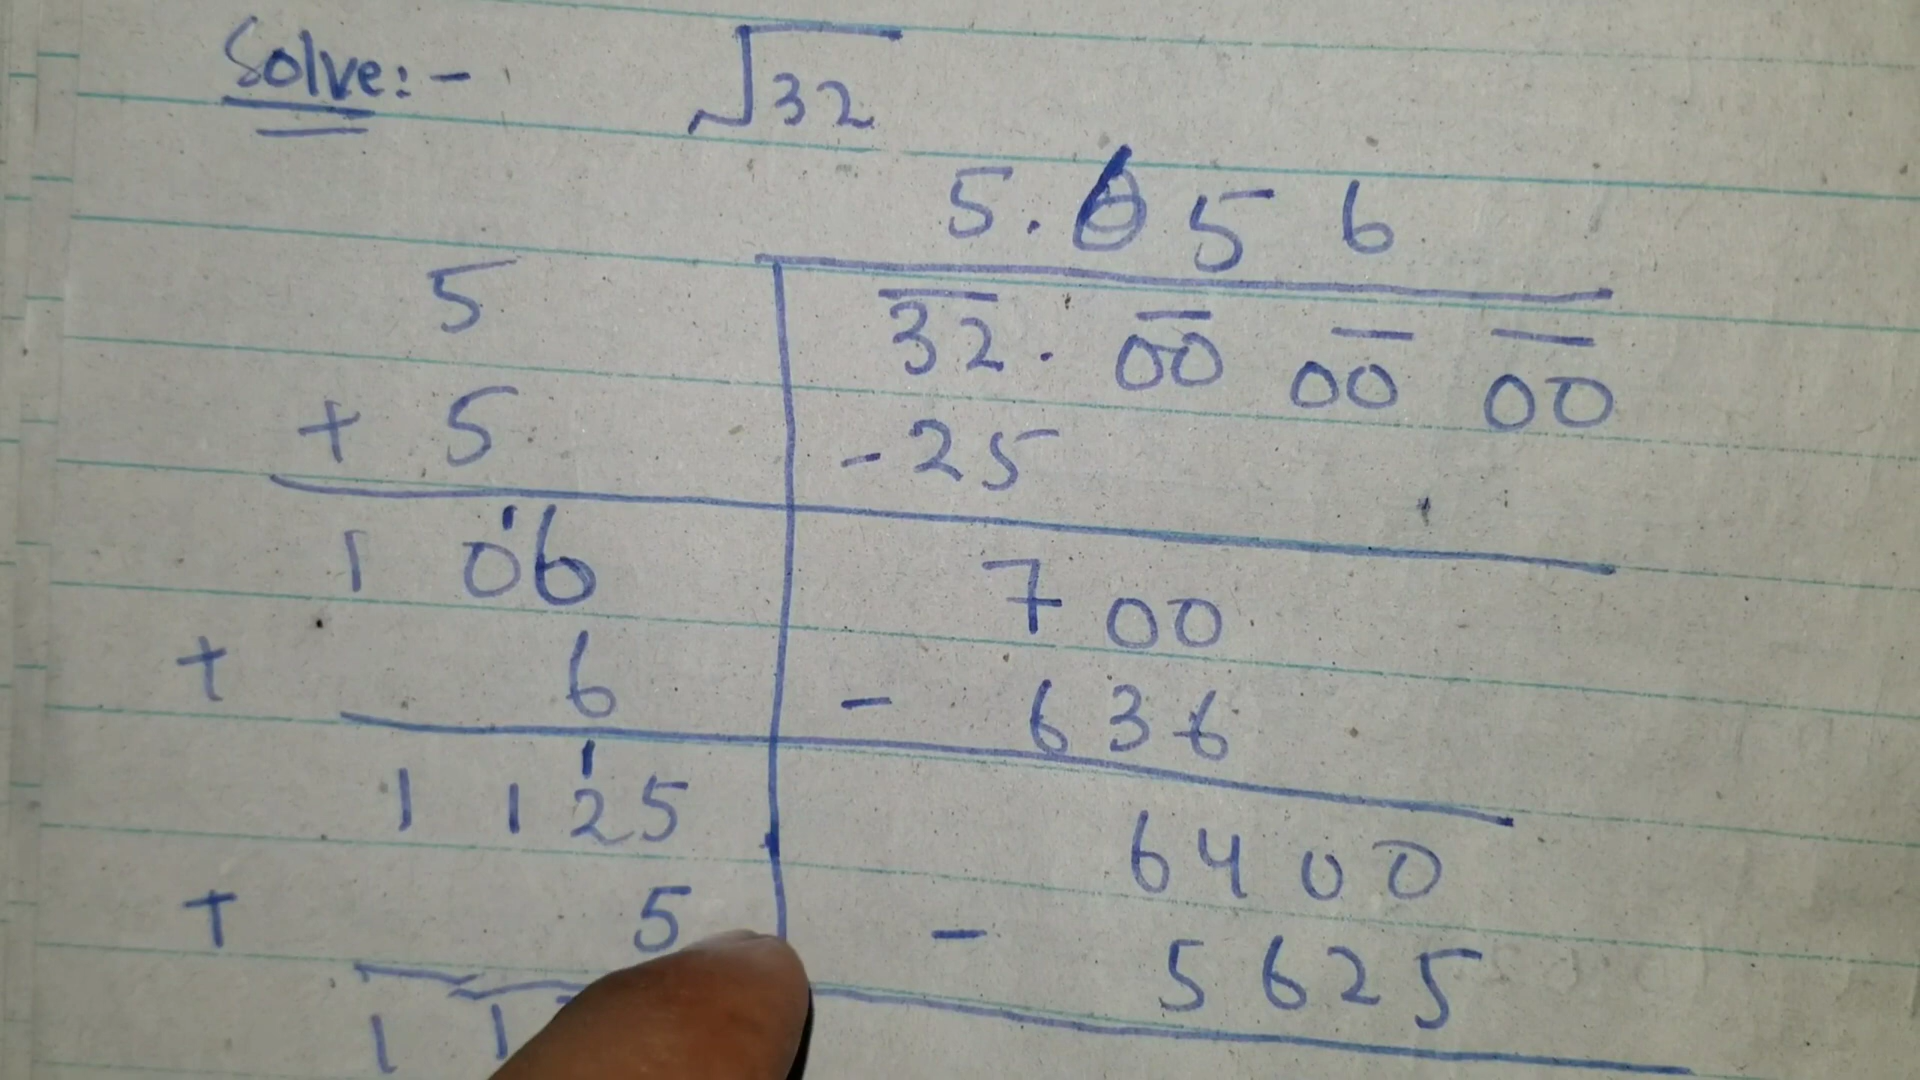 Solve:- √32
5.656
5 32. 00 00 00
+ 5 -25
106 700
+ 6 - 636
1125 6400
+ 5 - 5625
11